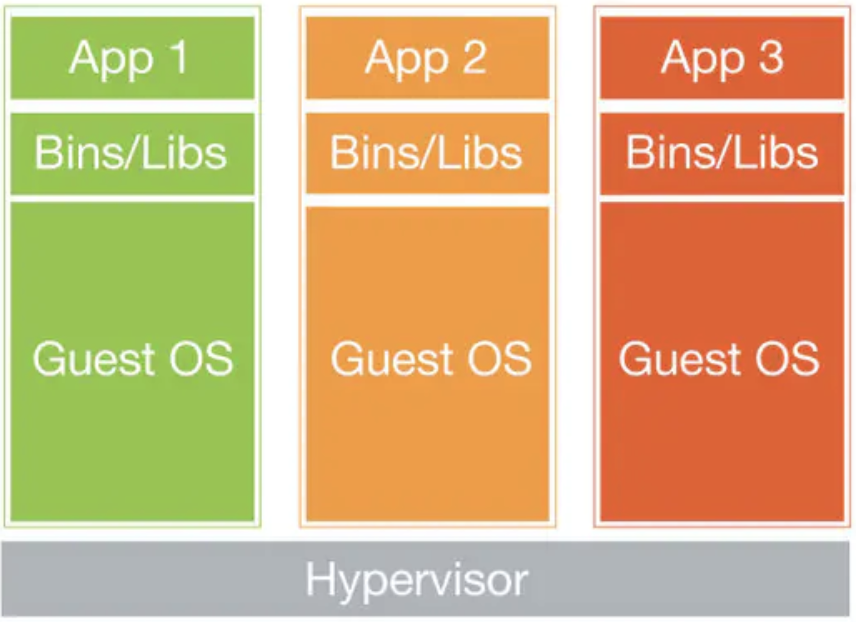 App 1
App 2
App 3
Bins/Libs
Bins/Libs
Bins/Libs
Guest OS
Guest OS
Guest OS
Hypervisor